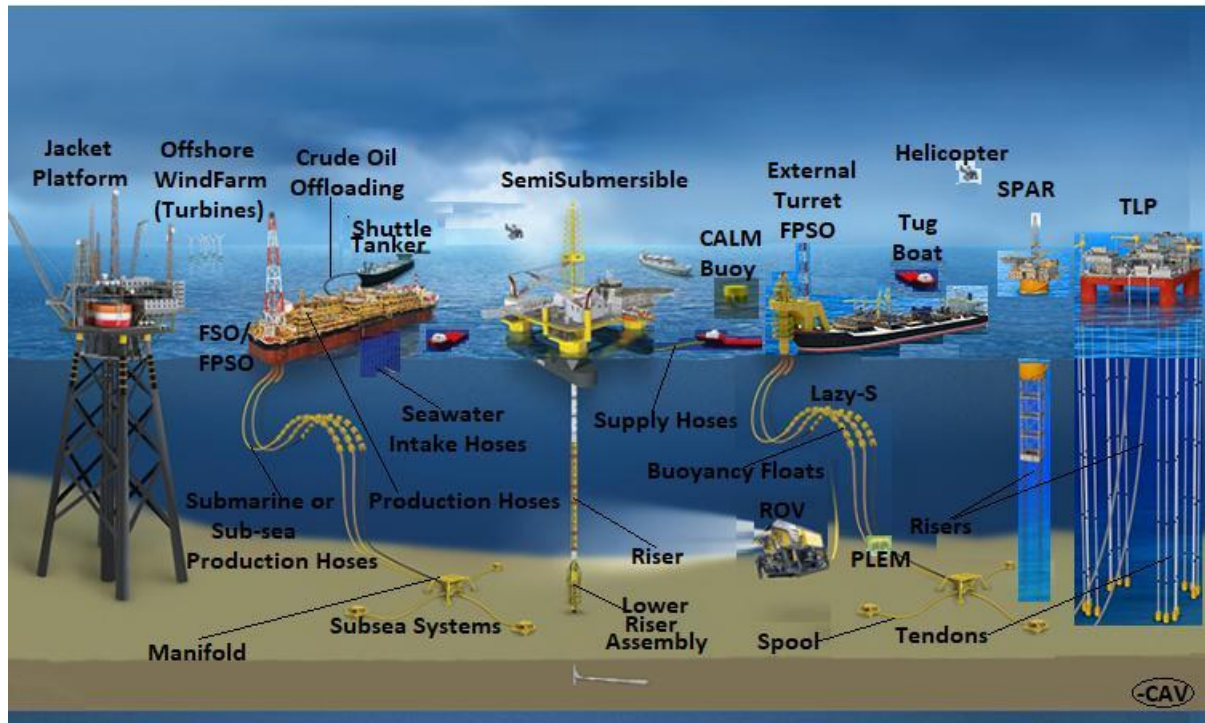 Jacket
Platform
Offshore
WindFarm
(Turbines)
Crude Oil
Offloading
Shuttle
Tanker
SemiSubmersible
External
Turret
FPSO
Helicopter
SPAR
TLP
CALM
Buoy
Tug
Boat
FSO/
FPSO
Seawater
Intake Hoses
Supply Hoses
Lazy-S
Buoyancy Floats
Submarine or
Sub-sea
Production Hoses
Production Hoses
Riser
ROV
Risers
PLEM
Lower
Riser
Assembly
Subsea Systems
Manifold
Spool
Tendons
-CAV